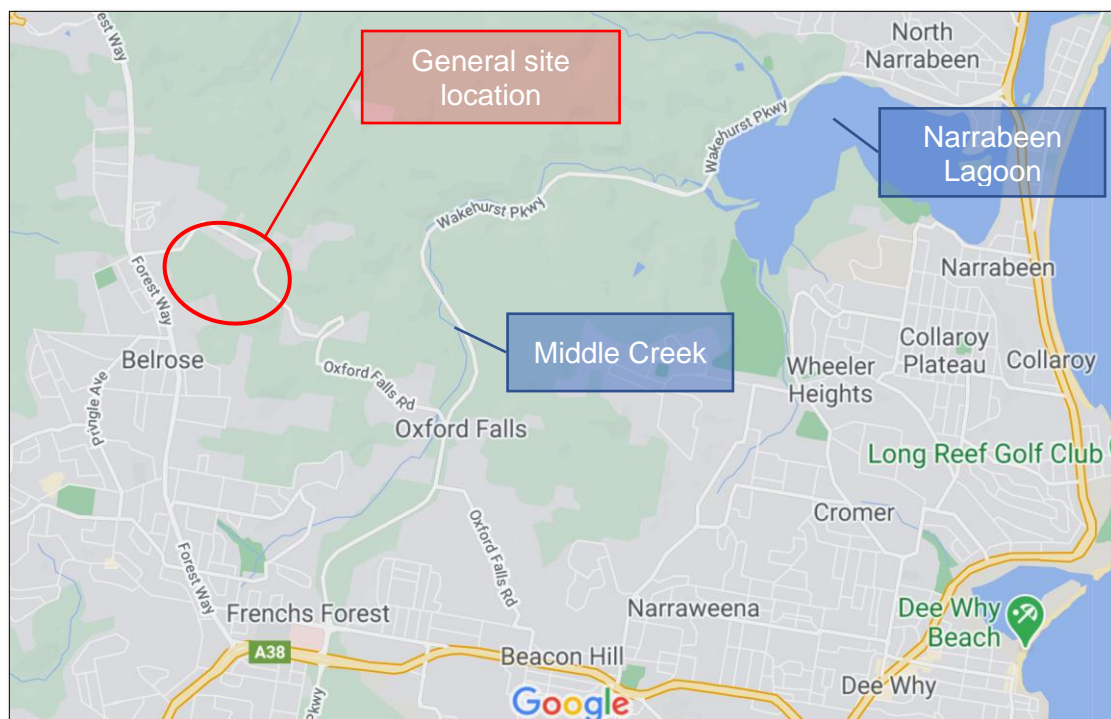 Forest Way
General site
location
North
Narrabeen
Wakehurst Pkwy
Narrabeen
Lagoon
Wakehurst Pkwy
Forest Way
Narrabeen
Belrose
Middle Creek
Collaroy
Plateau
Collaroy
Wheeler
Heights
Pringle Ave
Oxford Falls Rd
Oxford Falls
Long Reef Golf Club
Cromer
Oxford Falls Rd
Forest Way
Frenchs Forest
Narraweena
Dee Why
Beach
A38
Beacon Hill
Dee Why
Pkwy
Google